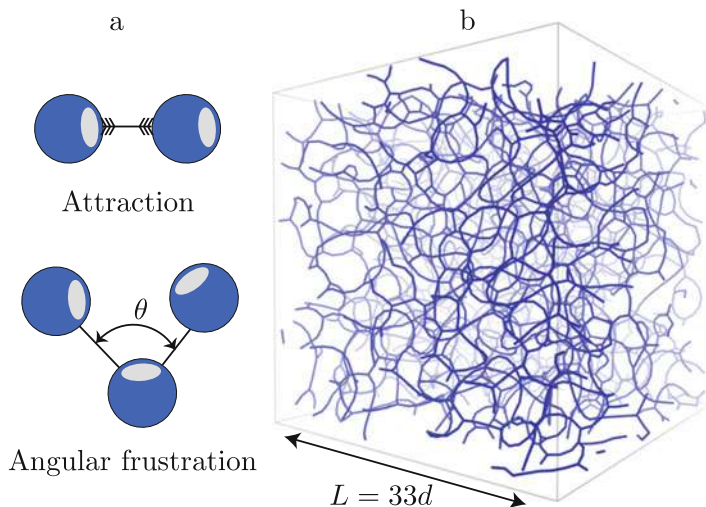 a
b
Attraction
θ
Angular frustration
L = 33d